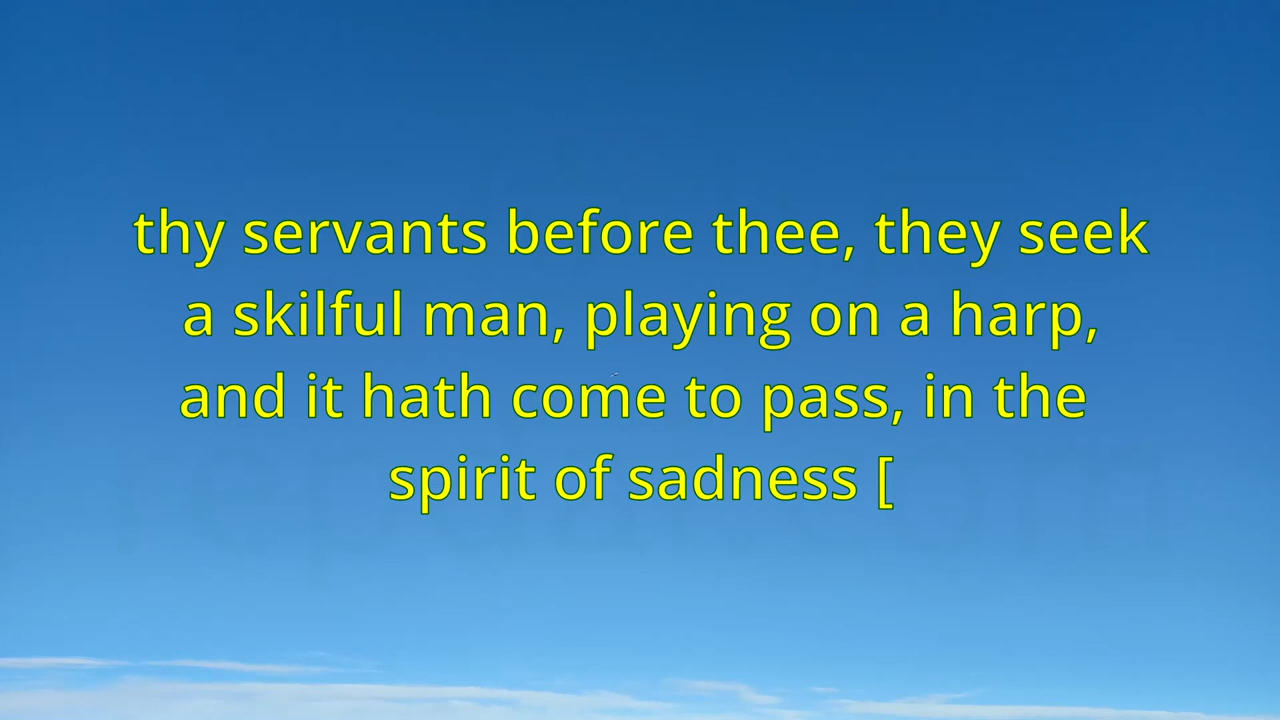 thy servants before thee, they seek
a skilful man, playing on a harp,
and it hath come to pass, in the
spirit of sadness [